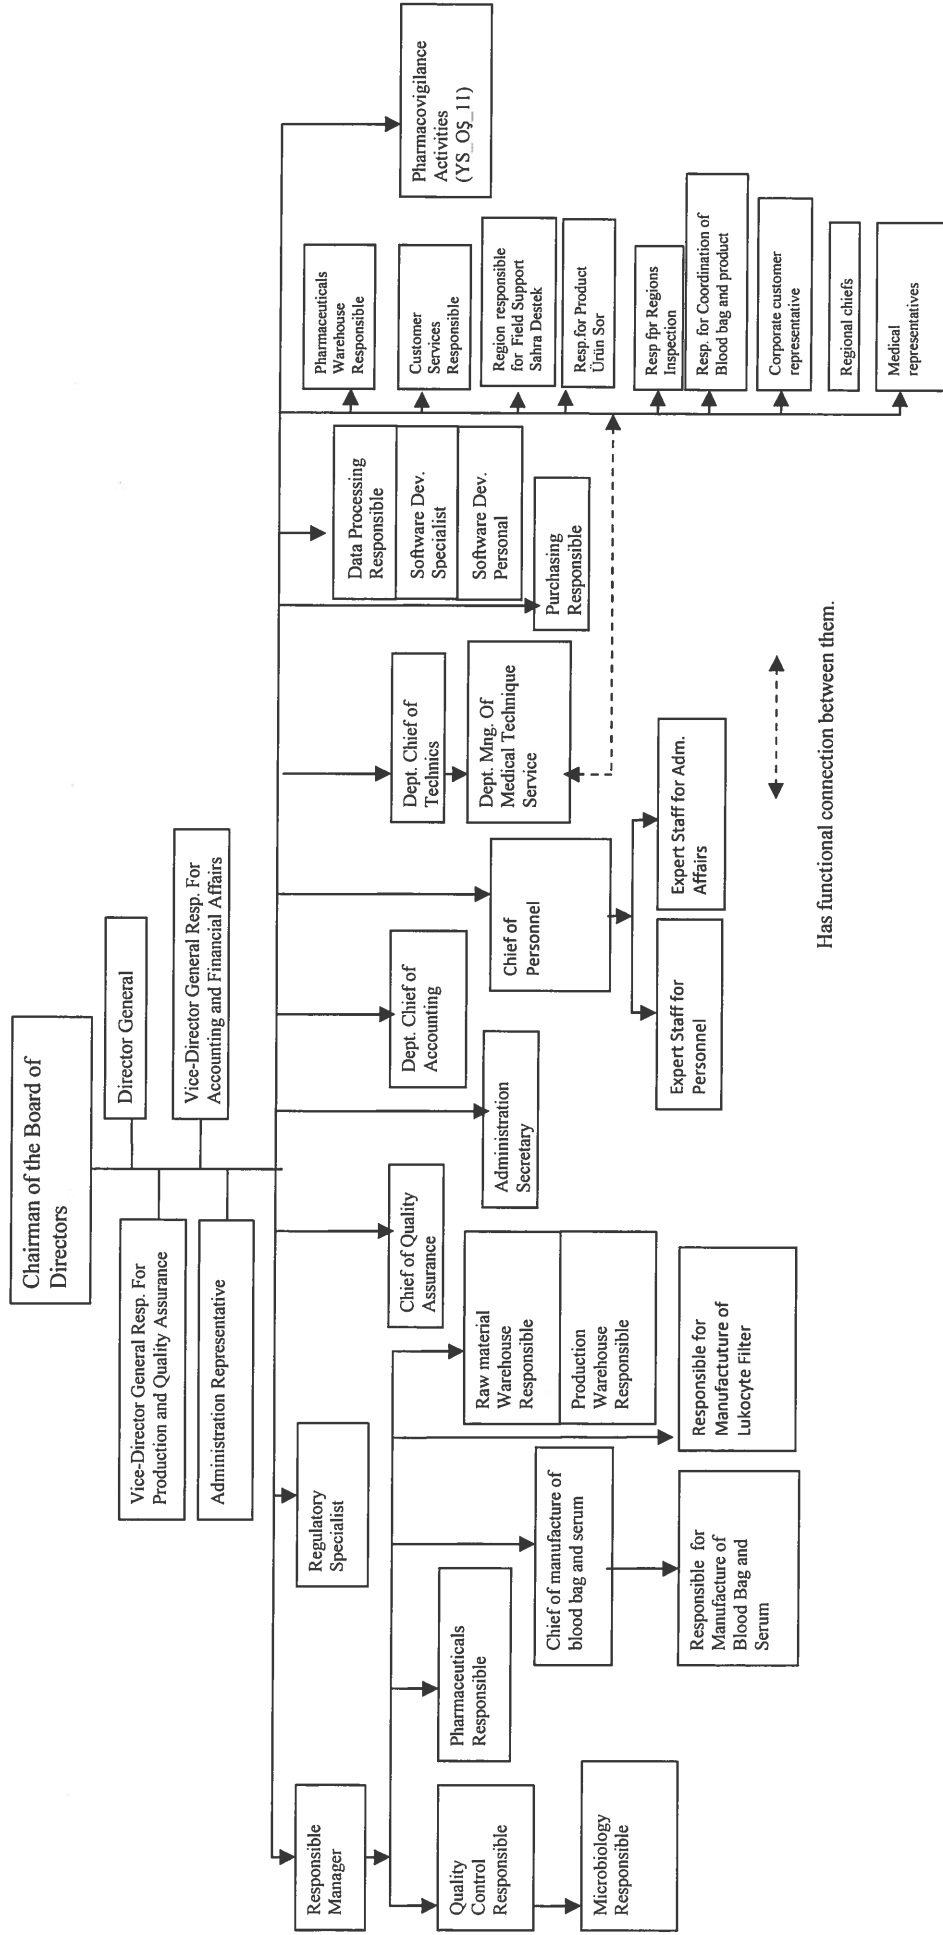 Chairman of the Board of
Directors
Director General
Vice-Director General Resp. For
Production and Quality Assurance
Vice-Director General Resp. For
Accounting and Financial Affairs
Administration Representative
Responsible
Manager
Regulatory
Specialist
Chief of Quality
Assurance
Administration
Secretary
Dept. Chief of
Accounting
Chief of
Personnel
Dept. Chief of
Technics
Dept. Mng. Of
Medical Technique
Service
Purchasing
Responsible
Data Processing
Responsible
Software Dev.
Specialist
Software Dev.
Personal
Pharmaceuticals
Warehouse
Responsible
Customer
Services
Responsible
Region responsible
for Field Support
Sahra Destek
Resp.for Product
Ürün Sor
Resp fpr Regions
Inspection
Resp. for Coordination of
Blood bag and product
Corporate customer
representative
Regional chiefs
Medical
representatives
Pharmacovigilance
Activities
(YS_OŞ_11)
Quality
Control
Responsible
Microbiology
Responsible
Pharmaceuticals
Responsible
Chief of manufacture of
blood bag and serum
Responsible for
Manufacture of
Blood Bag and
Serum
Raw material
Warehouse
Responsible
Production
Warehouse
Responsible
Responsible for
Manufactuture of
Lukocyte Filter
Expert Staff for
Personnel
Expert Staff for Adm.
Affairs
Has functional connection between them.